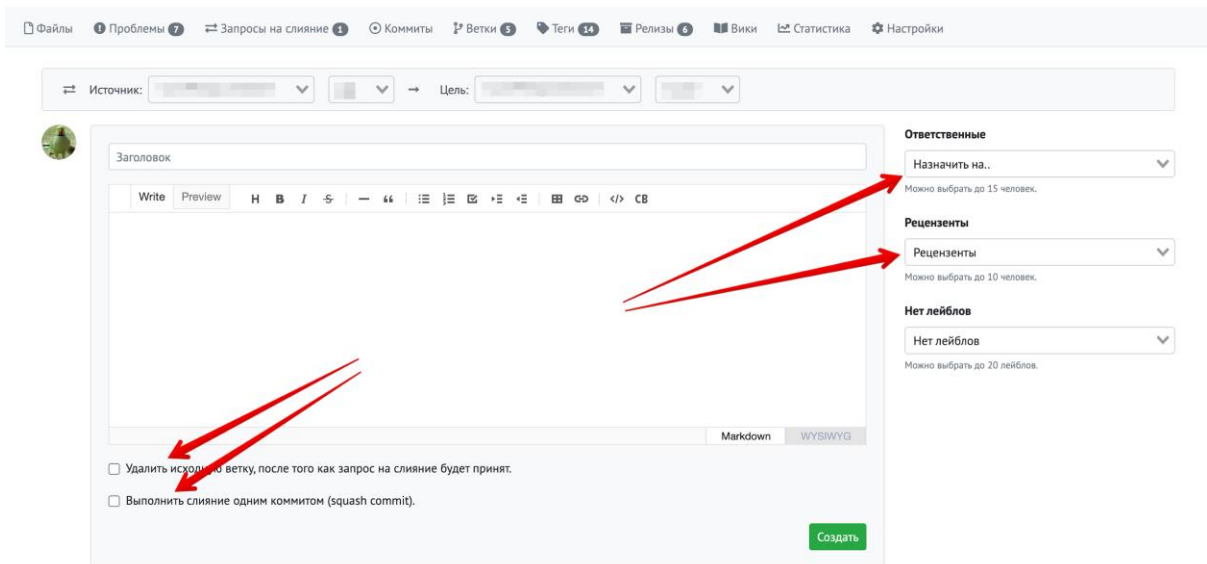 Файлы Проблемы 7 Запросы на слияние 1 Коммиты Ветки 5 Теги 14 Релизы 6 Вики Статистика Настройки
Источник: → Цель:
Заголовок
Write Preview H B I S — “ </> CB
Markdown WYSIWYG
Удалить исходную ветку, после того как запрос на слияние будет принят.
Выполнить слияние одним коммитом (squash commit).
Создать
Ответственные
Назначить на..
Можно выбрать до 15 человек.
Рецензенты
Рецензенты
Можно выбрать до 10 человек.
Нет лейблов
Нет лейблов
Можно выбрать до 20 лейблов.